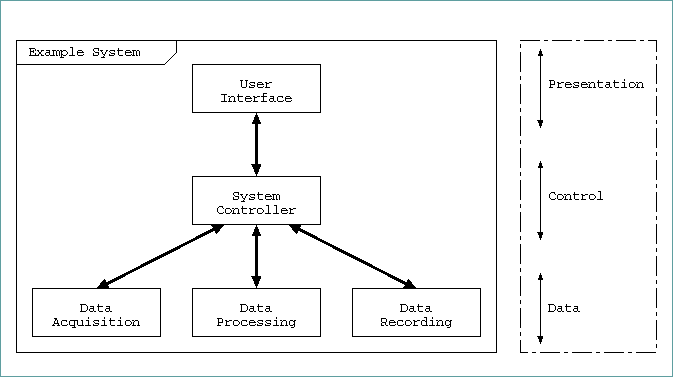 Example System
User
Interface
System
Controller
Data
Acquisition
Data
Processing
Data
Recording
Presentation
Control
Data